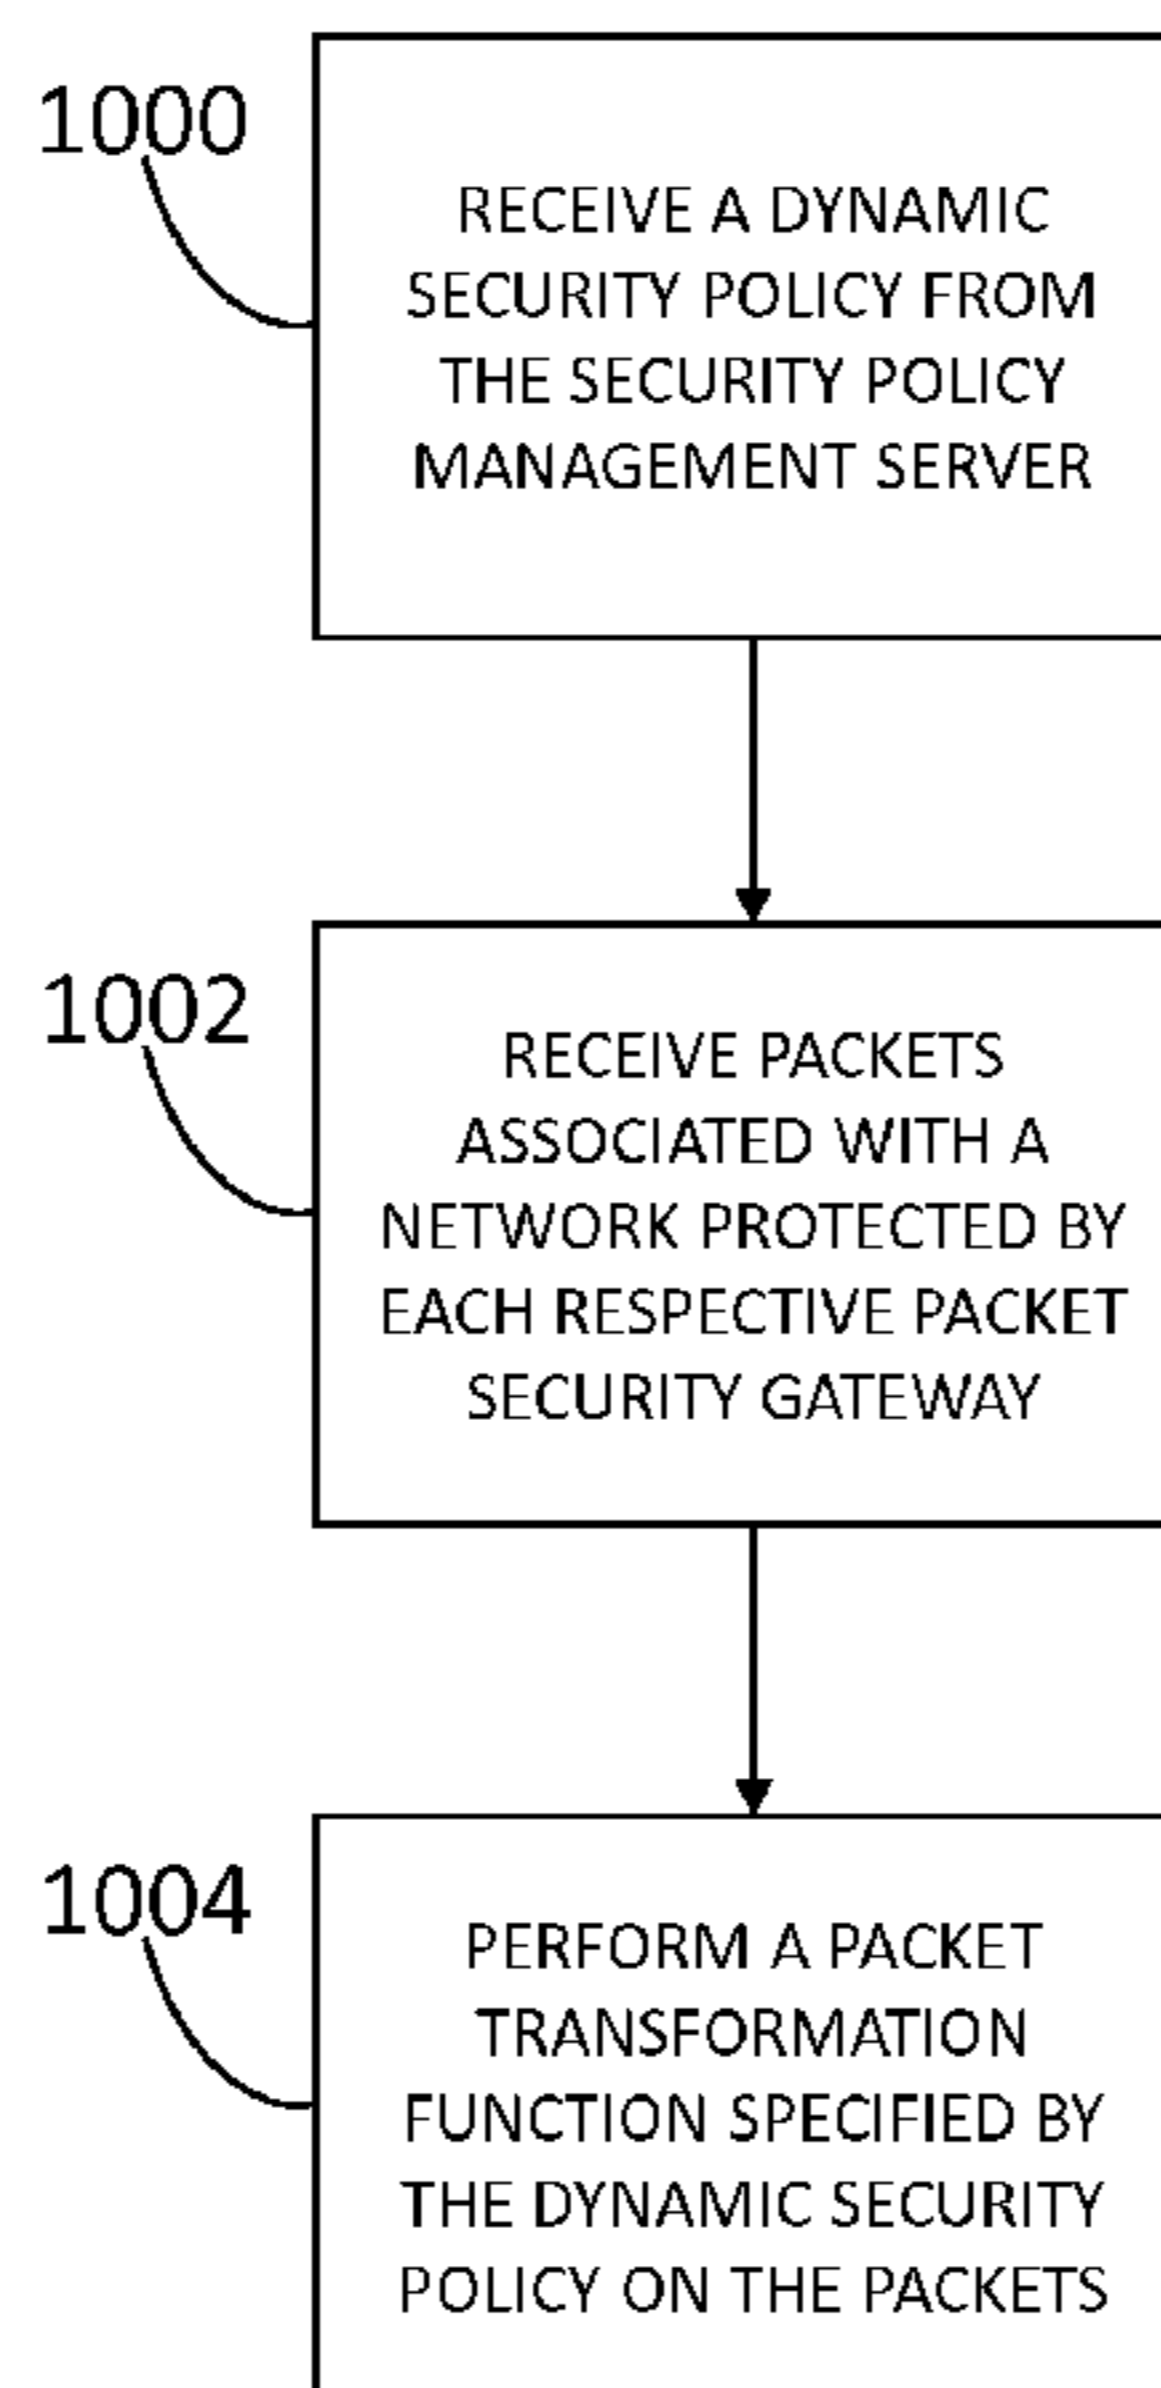 1000
RECEIVE A DYNAMIC
SECURITY POLICY FROM
THE SECURITY POLICY
MANAGEMENT SERVER
1002
RECEIVE PACKETS
ASSOCIATED WITH A
NETWORK PROTECTED BY
EACH RESPECTIVE PACKET
SECURITY GATEWAY
1004
PERFORM A PACKET
TRANSFORMATION
FUNCTION SPECIFIED BY
THE DYNAMIC SECURITY
POLICY ON THE PACKETS